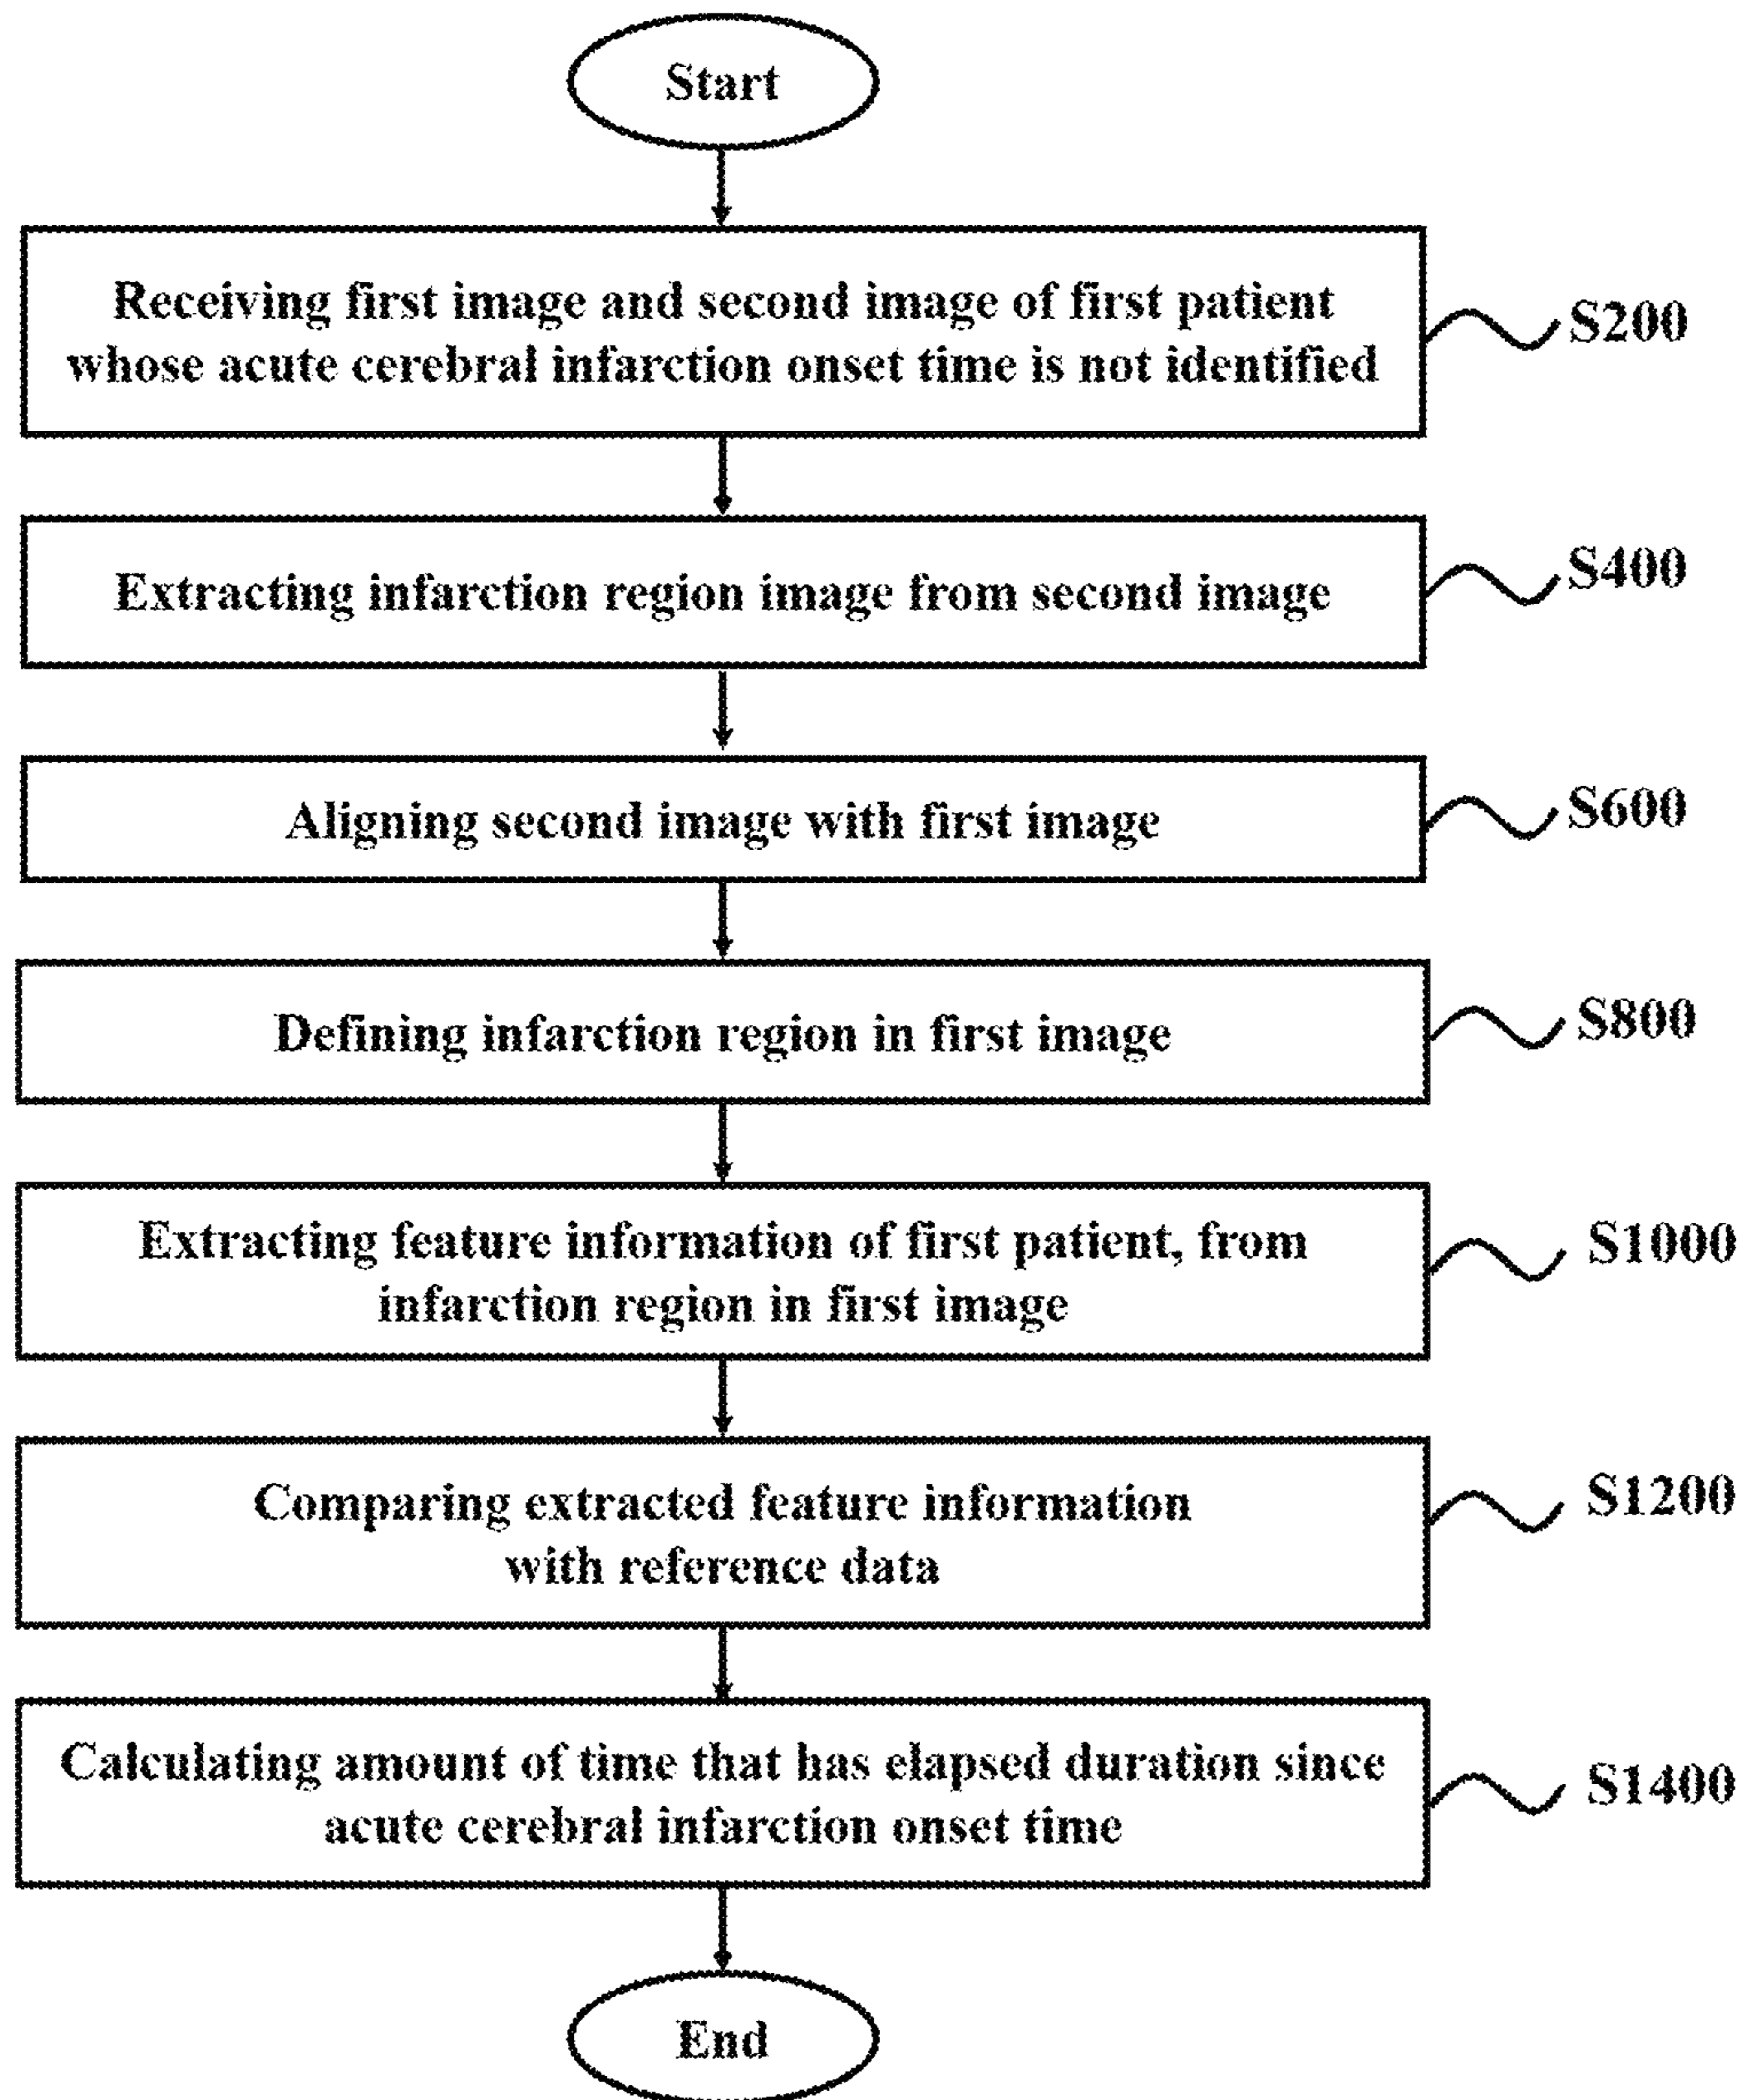 Start
Receiving first image and second image of first patient
whose acute cerebral infarction onset time is not identified
S200
Extracting infarction region image from second image
S400
Aligning second image with first image
S600
Defining infarction region in first image
S800
Extracting feature information of first patient, from
infarction region in first image
S1000
Comparing extracted feature information
with reference data
S1200
Calculating amount of time that has elapsed duration since
acute cerebral infarction onset time
S1400
End